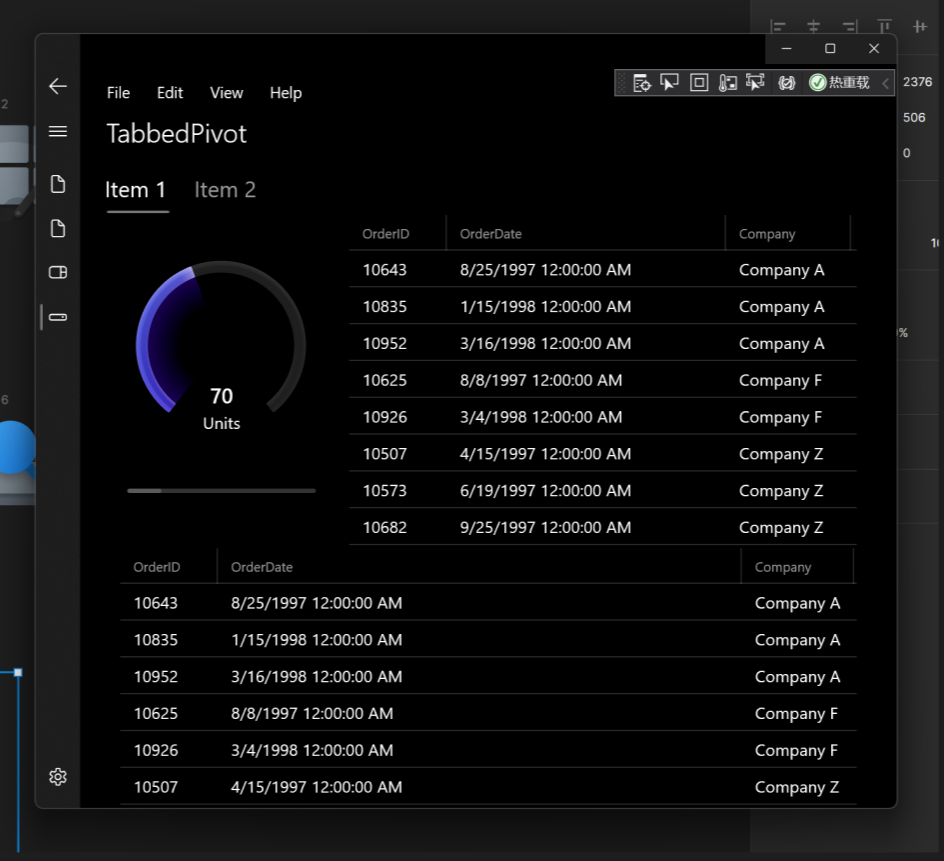 2376
热重载
File Edit View Help
2
506
TabbedPivot
0
Item 1 Item 2
OrderID OrderDate Company
10643 8/25/1997 12:00:00 AM Company A
10835 1/15/1998 12:00:00 AM Company A
10952 3/16/1998 12:00:00 AM Company A
10625 8/8/1997 12:00:00 AM Company F
10926 3/4/1998 12:00:00 AM Company F
10507 4/15/1997 12:00:00 AM Company Z
10573 6/19/1997 12:00:00 AM Company Z
10682 9/25/1997 12:00:00 AM Company Z
70
Units
%
6
OrderID OrderDate Company
10643 8/25/1997 12:00:00 AM Company A
10835 1/15/1998 12:00:00 AM Company A
10952 3/16/1998 12:00:00 AM Company A
10625 8/8/1997 12:00:00 AM Company F
10926 3/4/1998 12:00:00 AM Company F
10507 4/15/1997 12:00:00 AM Company Z